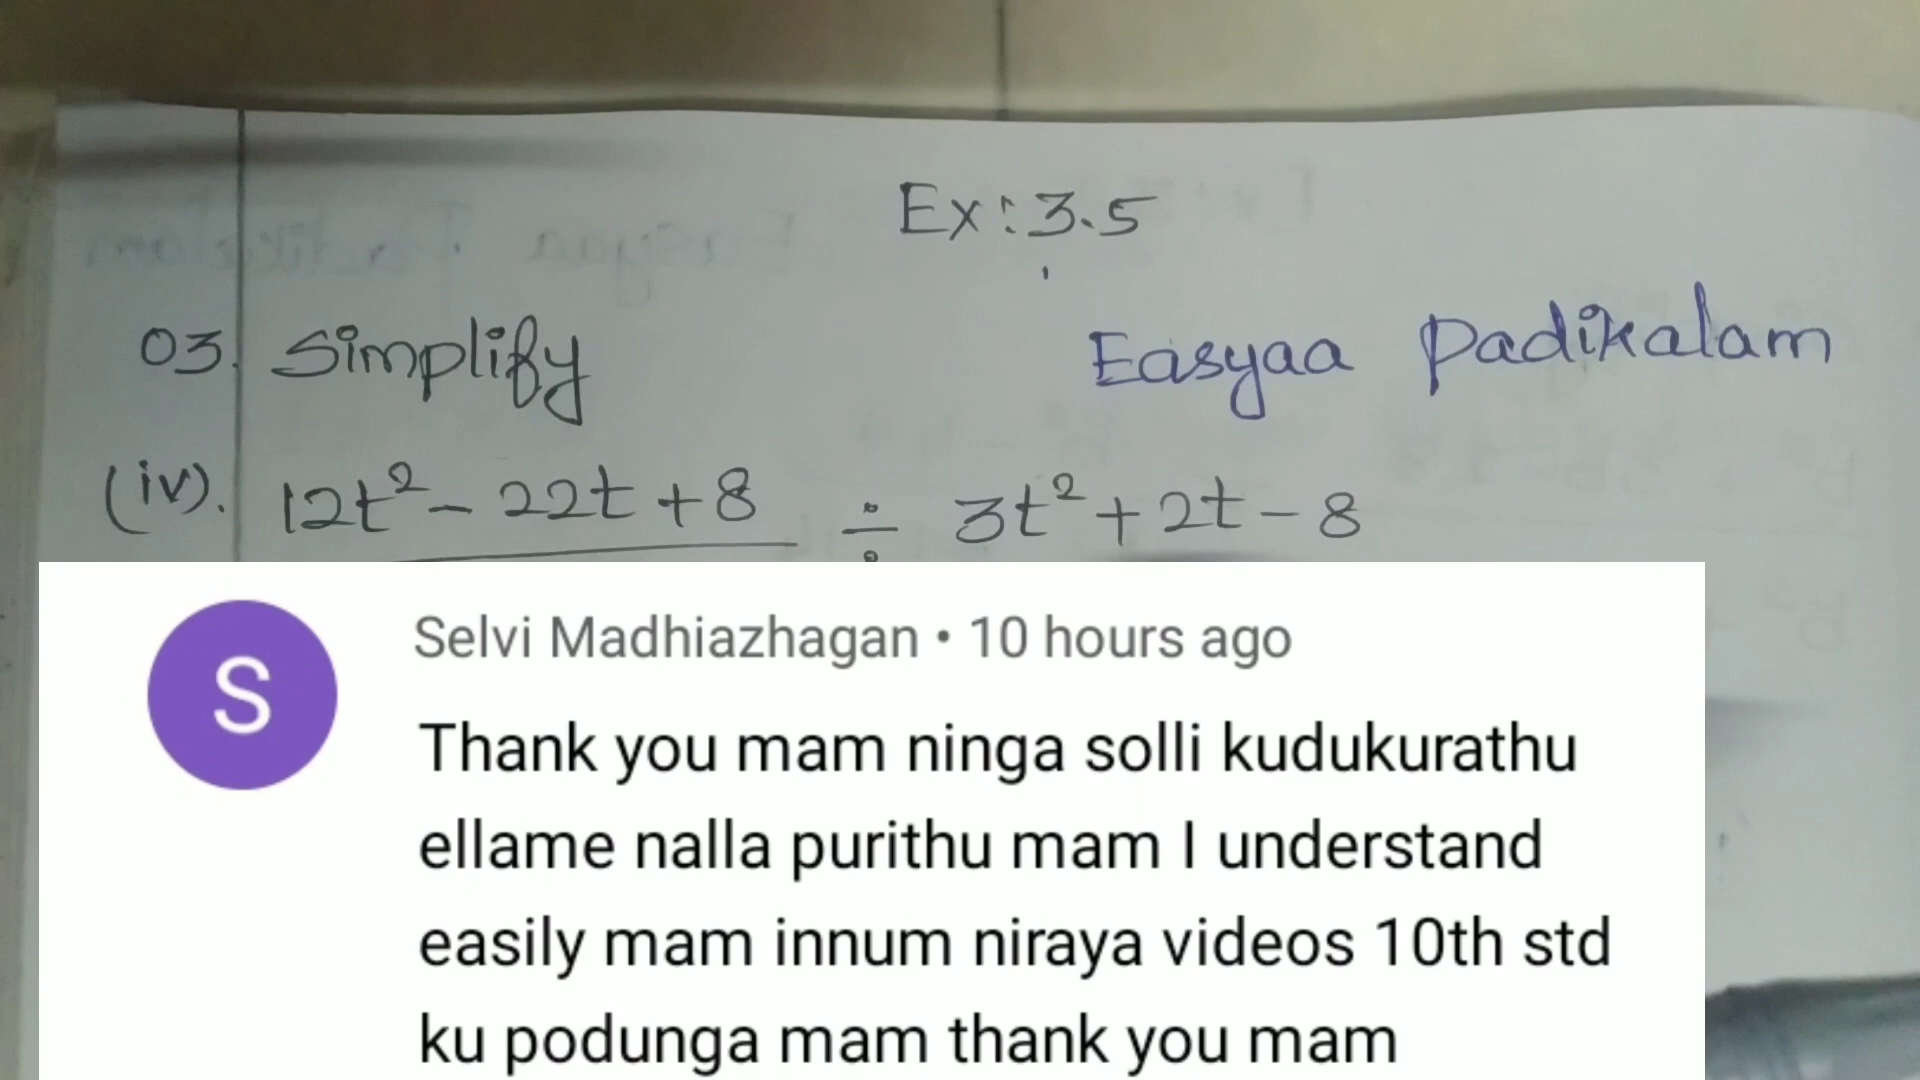 Ex: 3.5
03. Simplify
Easyaa Padikalam
(iv). 12t² - 22t + 8 ÷ 3t² + 2t - 8
S
Selvi Madhiazhagan • 10 hours ago
Thank you mam ninga solli kudukurathu
ellame nalla purithu mam I understand
easily mam innum niraya videos 10th std
ku podunga mam thank you mam